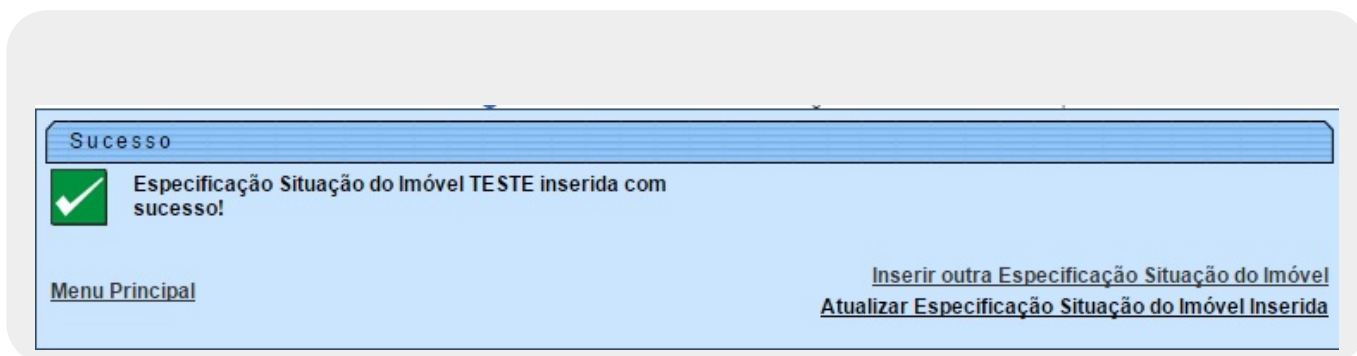 Sucesso
Especificação Situação do Imóvel TESTE inserida com
sucesso!
Inserir outra Especificação Situação do Imóvel
Menu Principal
Atualizar Especificação Situação do Imóvel Inserida